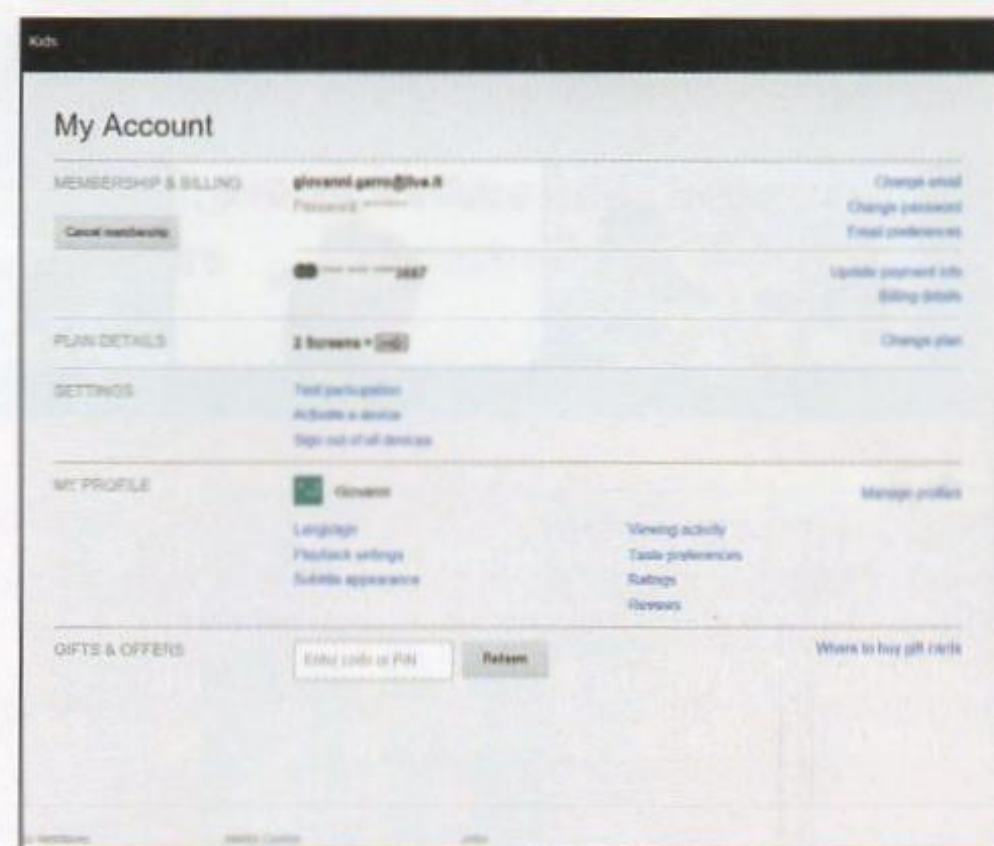 Kids
My Account
MEMBERSHIP & BILLING
giovanni.garro@live.it
Change email
Password ********
Change password
Cancel membership
Email preferences
3667
Update payment info
Billing details
PLAN DETAILS
2 Screens + HD
Change plan
SETTINGS
Test participation
Activate a device
Sign out of all devices
MY PROFILE
Giovanni
Manage profiles
Language
Viewing activity
Playback settings
Taste preferences
Subtitle appearance
Ratings
Reviews
GIFTS & OFFERS
Enter code or PIN
Redeem
Where to buy gift cards
Jobs